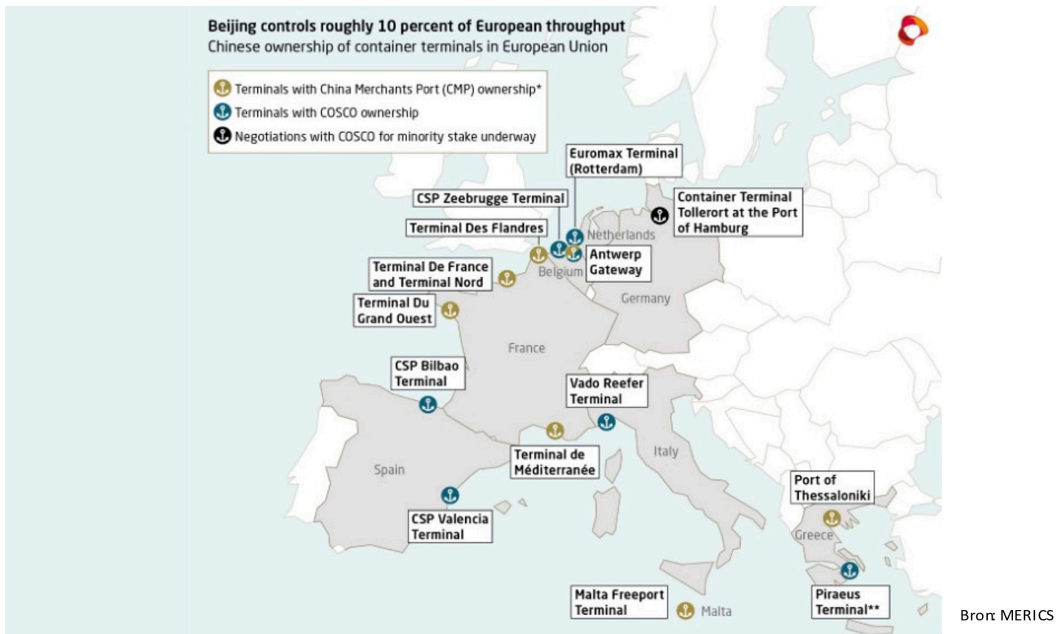 Beijing controls roughly 10 percent of European throughput
Chinese ownership of container terminals in European Union
Terminals with China Merchants Port (CMP) ownership*
Terminals with COSCO ownership
Negotiations with COSCO for minority stake underway
Euromax Terminal
(Rotterdam)
CSP Zeebrugge Terminal
Container Terminal
Tollerort at the Port
of Hamburg
Terminal Des Flandres
Netherlands
Antwerp
Gateway
Belgium
Terminal De France
and Terminal Nord
Germany
Terminal Du
Grand Ouest
France
CSP Bilbao
Terminal
Vado Reefer
Terminal
Terminal de
Méditerranée
Italy
Spain
Port of
Thessaloniki
CSP Valencia
Terminal
Greece
Malta Freeport
Terminal
Malta
Piraeus
Terminal**
Bron: MERICS